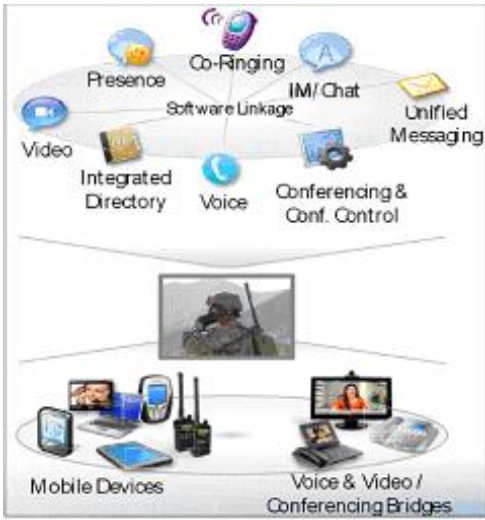 Co-Ringing
Presence
IM/Chat
Software Linkage
Unified
Messaging
Video
Integrated
Directory
Voice
Conferencing &
Conf. Control
Mobile Devices
Voice & Video /
Conferencing Bridges